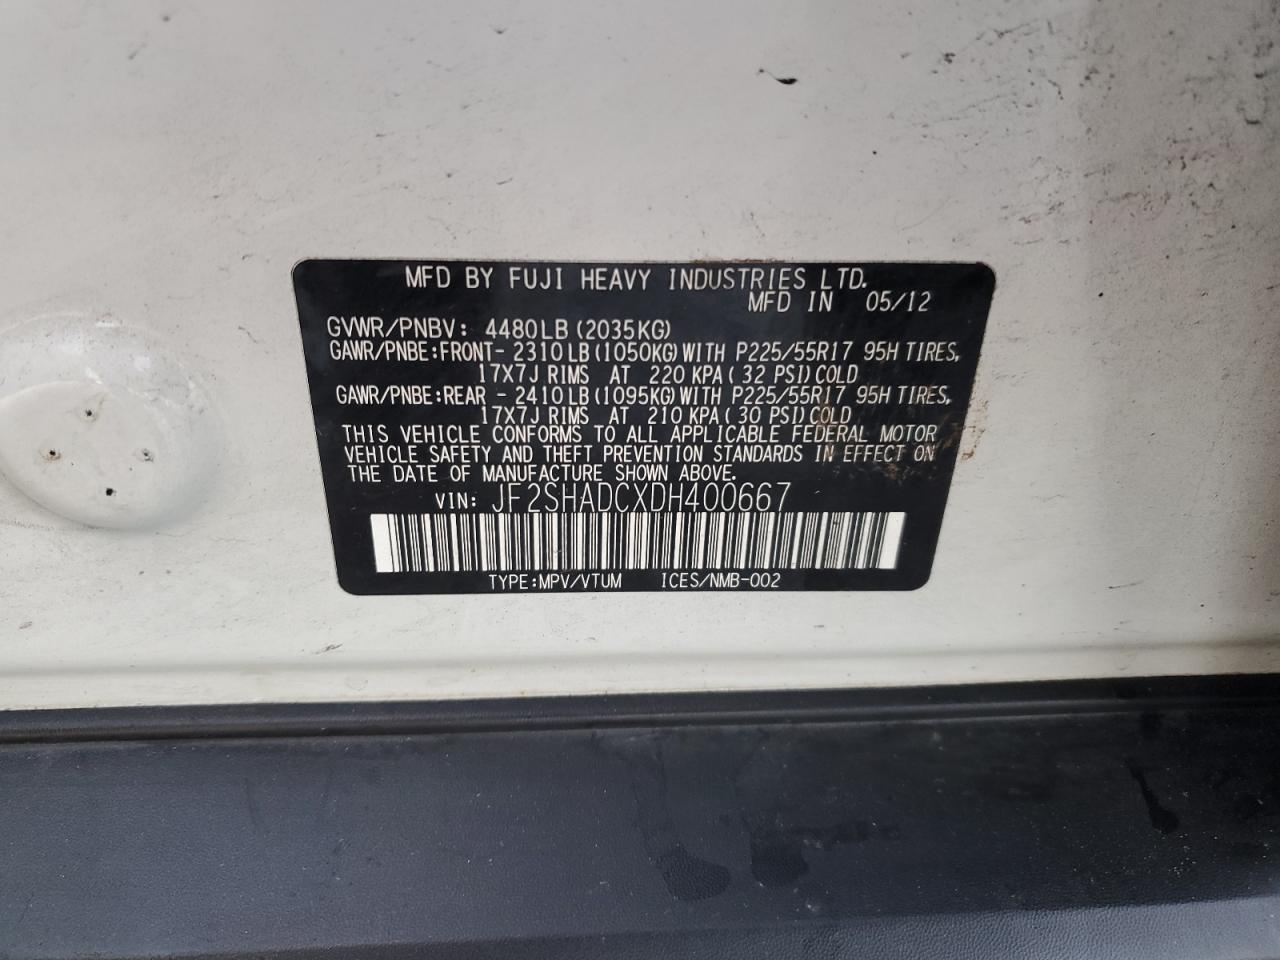 MFD BY FUJI HEAVY INDUSTRIES LTD.
MFD IN 05/12
GVWR/PNBV: 4480LB (2035KG)
GAWR/PNBE:FRONT- 2310LB (1050KG) WITH P225/55R17 95H TIRES,
17X7J RIMS AT 220 KPA ( 32 PSI) COLD
GAWR/PNBE:REAR - 2410LB (1095KG) WITH P225/55R17 95H TIRES,
17X7J RIMS AT 210 KPA ( 30 PSI) COLD
THIS VEHICLE CONFORMS TO ALL APPLICABLE FEDERAL MOTOR
VEHICLE SAFETY AND THEFT PREVENTION STANDARDS IN EFFECT ON
THE DATE OF MANUFACTURE SHOWN ABOVE.
VIN: JF2SHADCXDH400667
TYPE:MPV/VTUM ICES/NMB-002